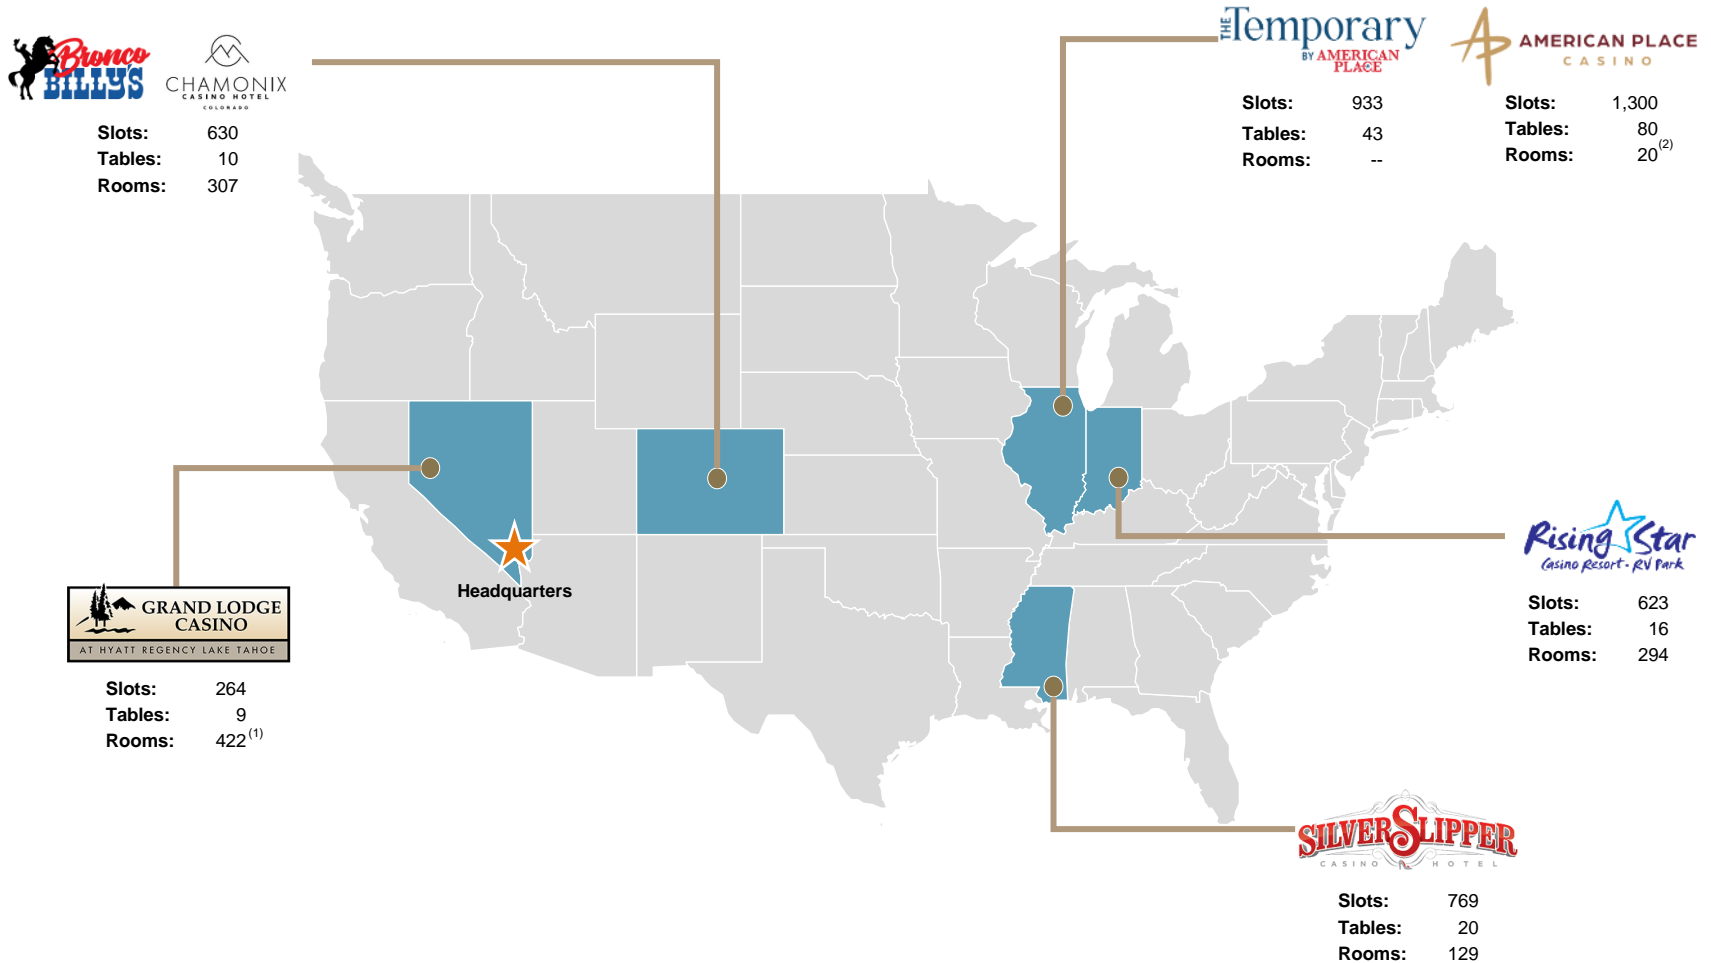 Bronco
BILLY'S
CHAMONIX
CASINO HOTEL
COLORADO
Slots: 630
Tables: 10
Rooms: 307
THE Temporary
BY AMERICAN
PLACE
Slots: 933
Tables: 43
Rooms: --
AP AMERICAN PLACE
CASINO
Slots: 1,300
Tables: 80
Rooms: 20(2)
Headquarters
GRAND LODGE
CASINO
AT HYATT REGENCY LAKE TAHOE
Slots: 264
Tables: 9
Rooms: 422(1)
Rising Star
Casino Resort · RV Park
Slots: 623
Tables: 16
Rooms: 294
SILVER SLIPPER
CASINO HOTEL
Slots: 769
Tables: 20
Rooms: 129